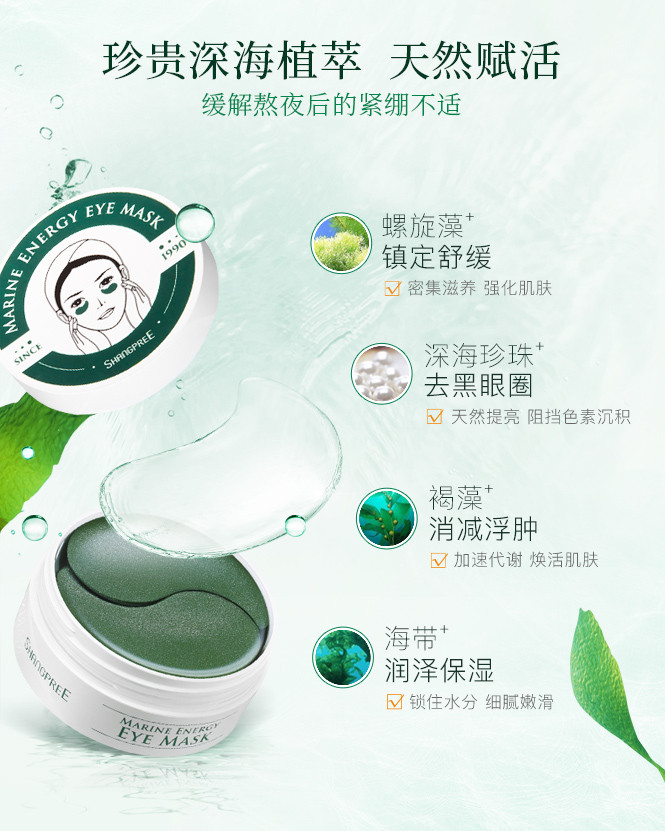 珍贵深海植萃 天然赋活
缓解熬夜后的紧绷不适
MARINE ENERGY EYE MASK
SINCE 1990
SHANGPREE
螺旋藻+
镇定舒缓
密集滋养 强化肌肤
深海珍珠+
去黑眼圈
天然提亮 阻挡色素沉积
褐藻+
消减浮肿
加速代谢 焕活肌肤
海带+
润泽保湿
锁住水分 细腻嫩滑
SHANGPREE
MARINE ENERGY
EYE MASK